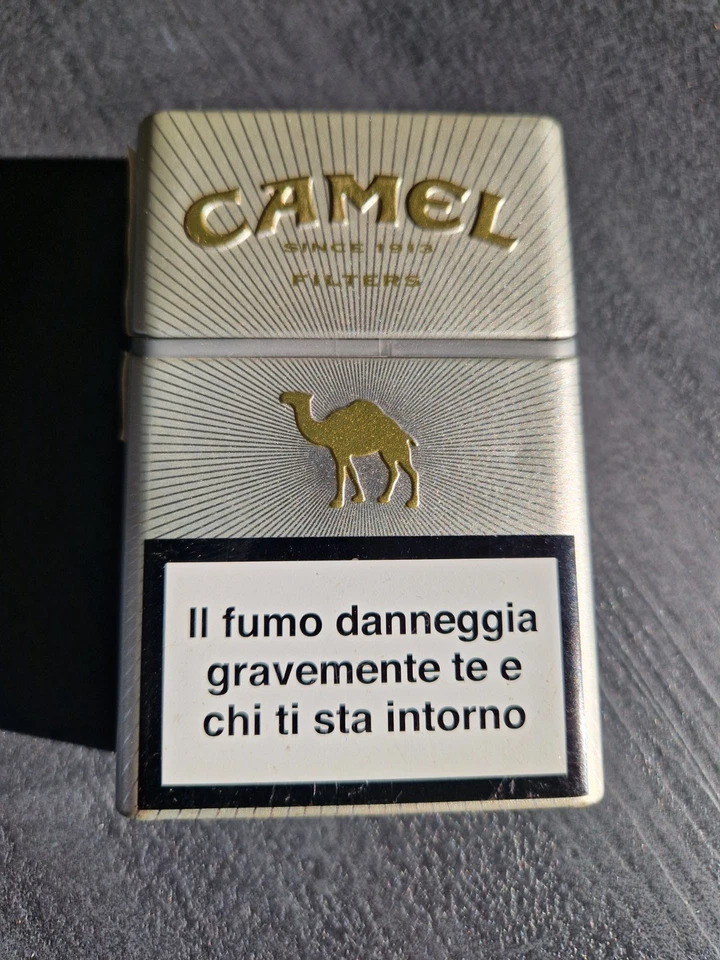 CAMEL
SINCE 1913
FILTERS
Il fumo danneggia
gravemente te e
chi ti sta intorno